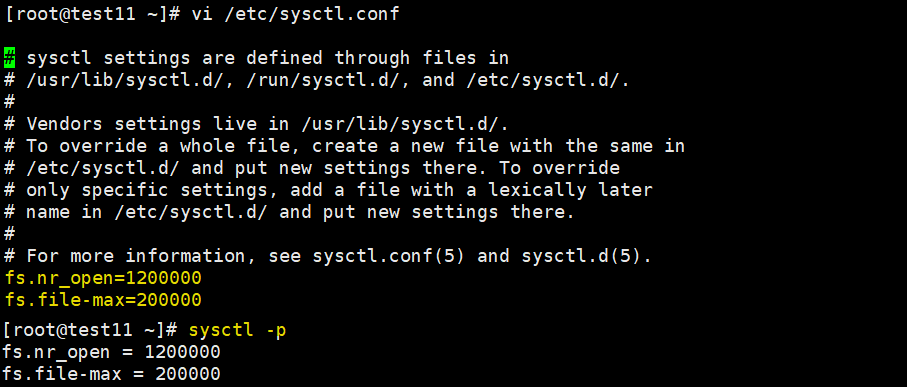 [root@test11 ~]# vi /etc/sysctl.conf
# sysctl settings are defined through files in
# /usr/lib/sysctl.d/, /run/sysctl.d/, and /etc/sysctl.d/.
#
# Vendors settings live in /usr/lib/sysctl.d/.
# To override a whole file, create a new file with the same in
# /etc/sysctl.d/ and put new settings there. To override
# only specific settings, add a file with a lexically later
# name in /etc/sysctl.d/ and put new settings there.
#
# For more information, see sysctl.conf(5) and sysctl.d(5).
fs.nr_open=1200000
fs.file-max=200000
[root@test11 ~]# sysctl -p
fs.nr_open = 1200000
fs.file-max = 200000